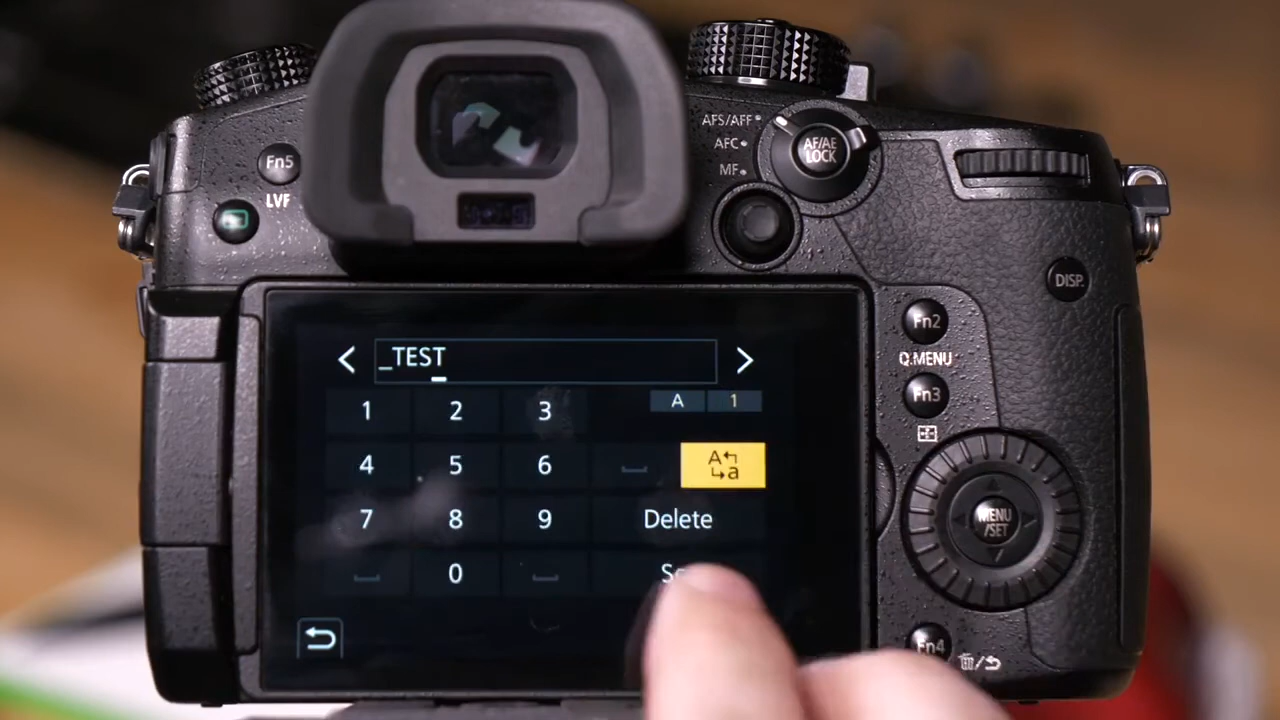 AFS/AFF
AFC
MF
AF/AE
LOCK
Fn5
LVF
DISP.
Fn2
Q.MENU
Fn3
MENU
/SET
Fn4
_TEST
A 1
1 2 3
4 5 6
A a
7 8 9 Delete
0